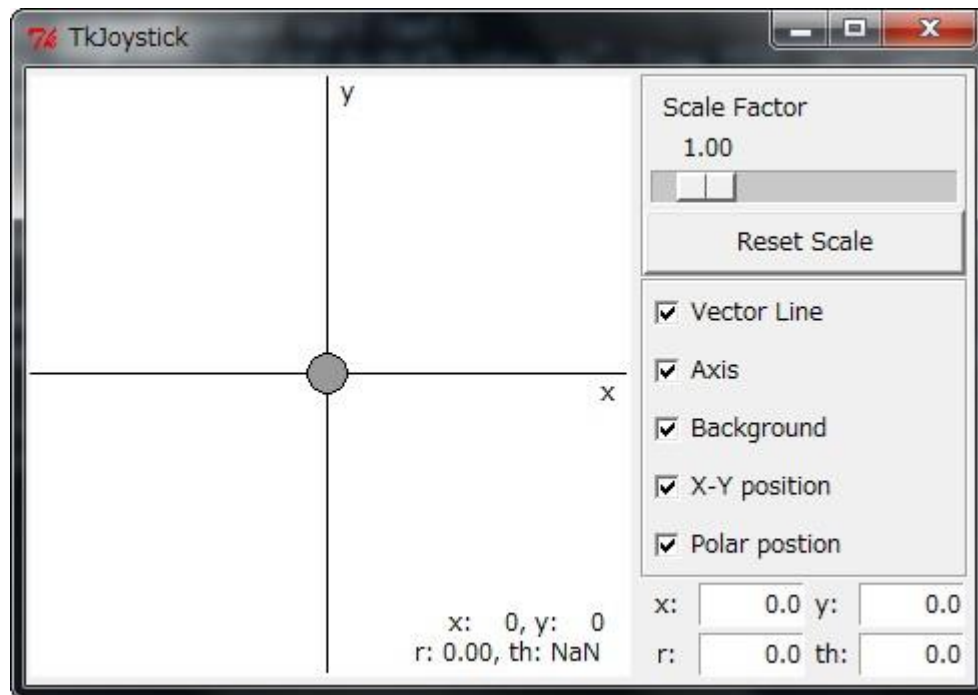 TkJoystick
y
x
x: 0, y: 0
r: 0.00, th: NaN
Scale Factor
1.00
Reset Scale
Vector Line
Axis
Background
X-Y position
Polar postion
x: 0.0 y: 0.0
r: 0.0 th: 0.0